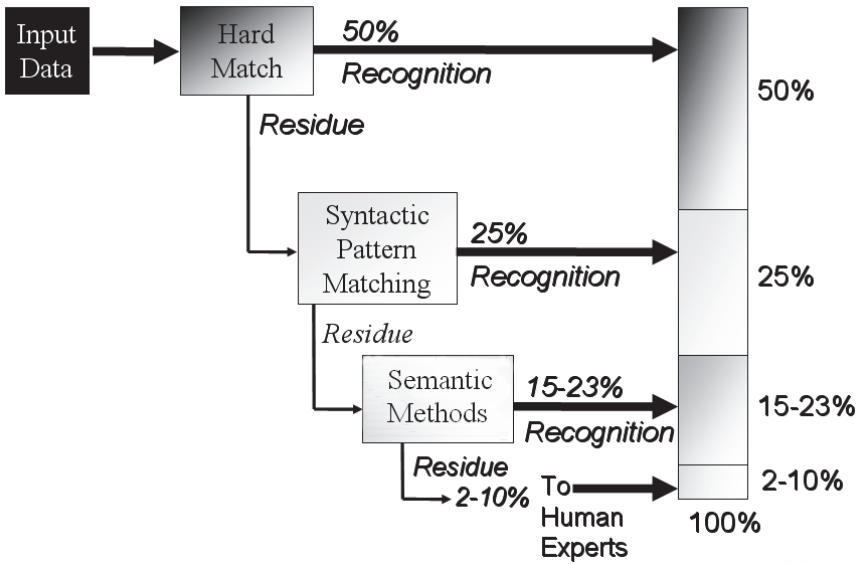 Input
Data
Hard
Match
50%
Recognition
50%
Residue
Syntactic
Pattern
Matching
25%
Recognition
25%
Residue
Semantic
Methods
15-23%
Recognition
15-23%
Residue
2-10%
To
Human
Experts
2-10%
100%